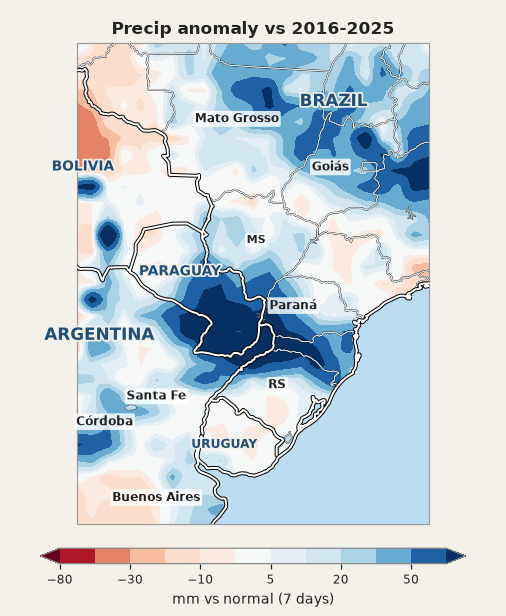 Precip anomaly vs 2016-2025
BRAZIL
Mato Grosso
BOLIVIA
Goiás
MS
PARAGUAY
Paraná
ARGENTINA
RS
Santa Fe
Córdoba
URUGUAY
Buenos Aires
−80 −30 −10 5 20 50
mm vs normal (7 days)